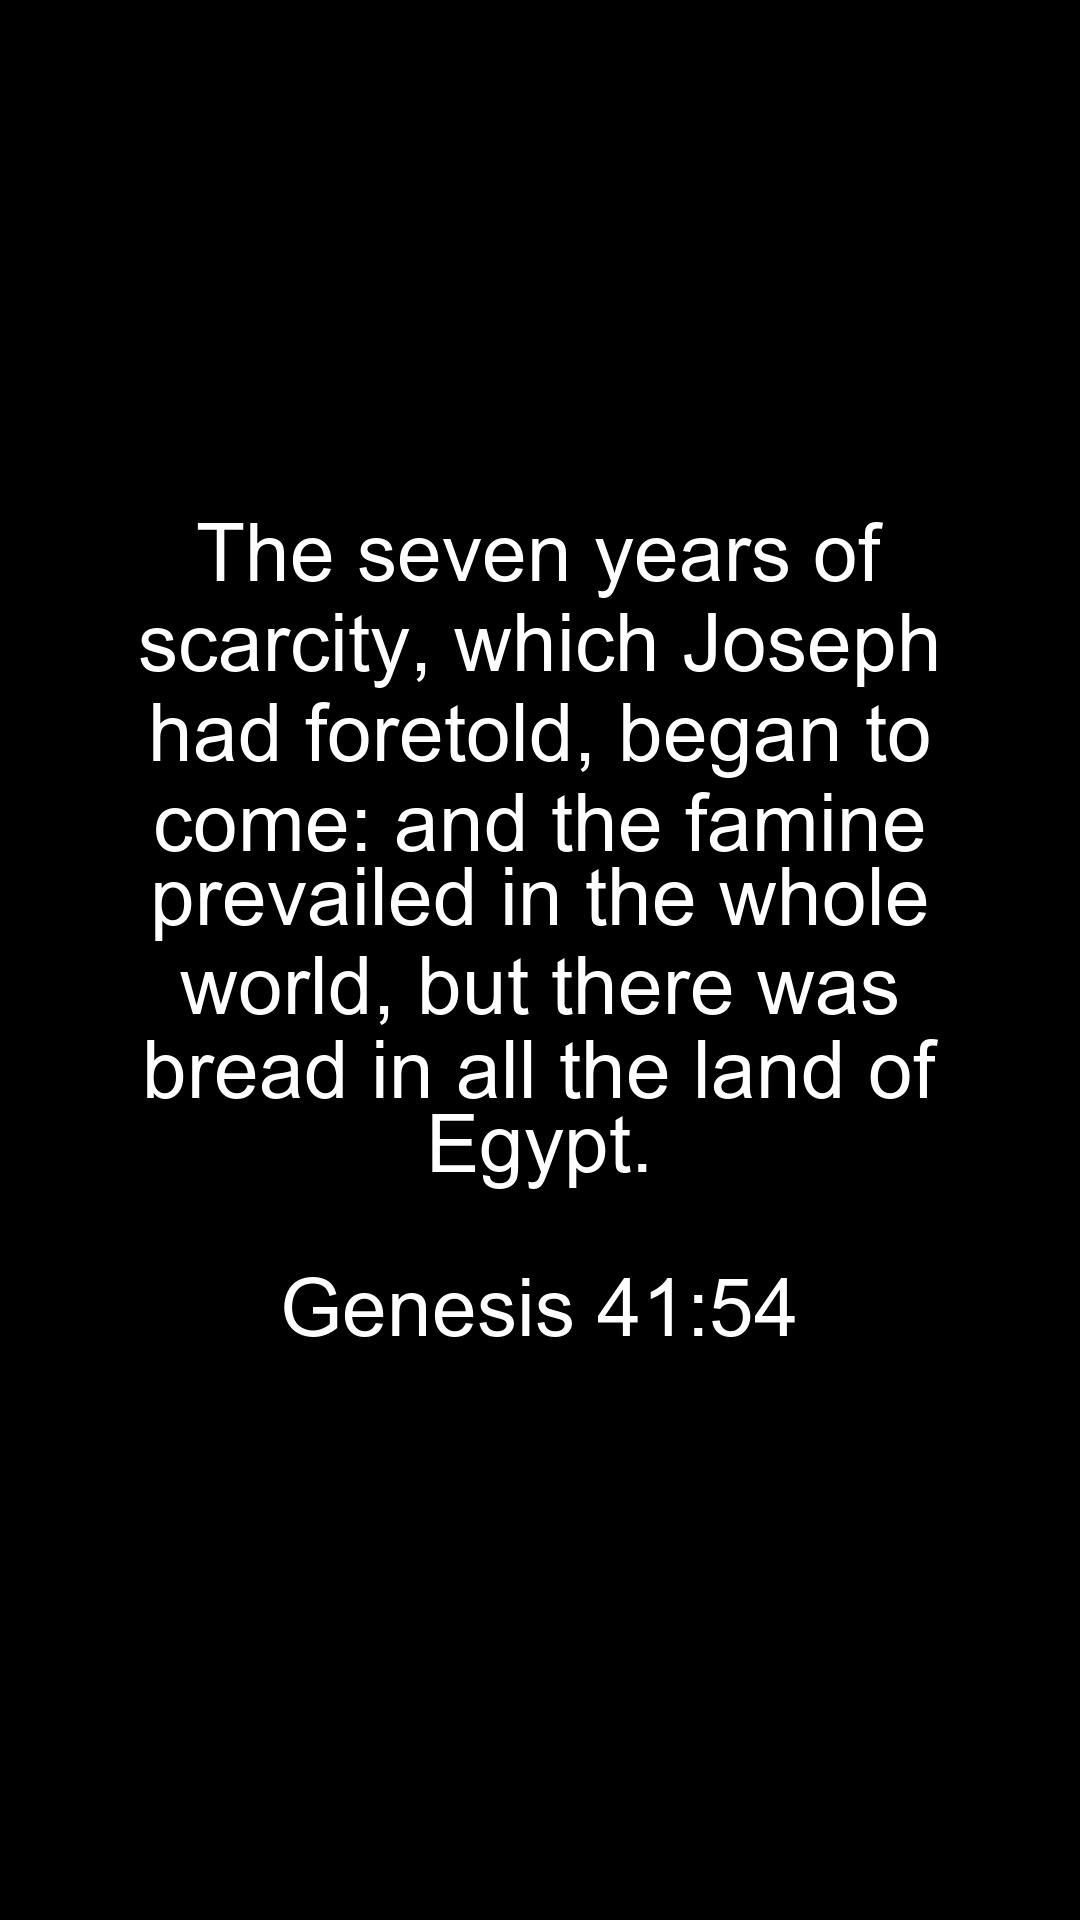 The seven years of
scarcity, which Joseph
had foretold, began to
come: and the famine
prevailed in the whole
world, but there was
bread in all the land of
Egypt.
Genesis 41:54